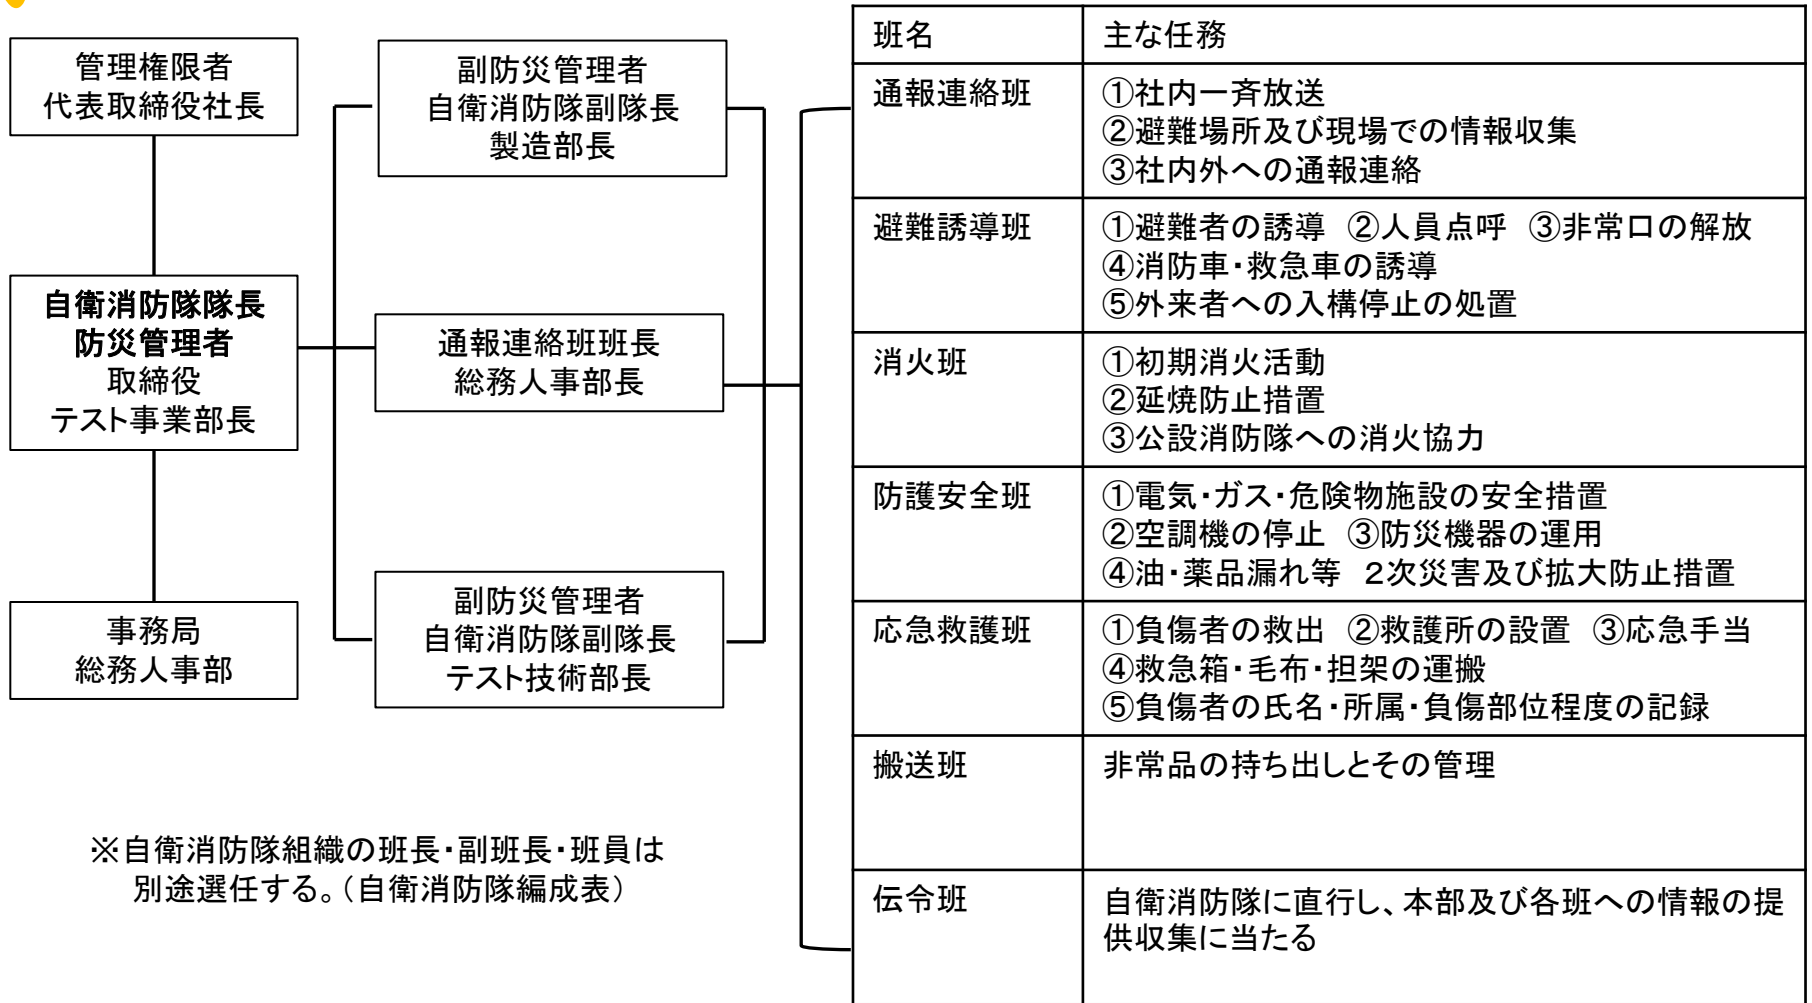 管理権限者
代表取締役社長
自衛消防隊隊長
防災管理者
取締役
テスト事業部長
事務局
総務人事部
副防災管理者
自衛消防隊副隊長
製造部長
通報連絡班班長
総務人事部長
副防災管理者
自衛消防隊副隊長
テスト技術部長
※自衛消防隊組織の班長・副班長・班員は
別途選任する。(自衛消防隊編成表)
班名 主な任務
通報連絡班 ①社内一斉放送
②避難場所及び現場での情報収集
③社内外への通報連絡
避難誘導班 ①避難者の誘導 ②人員点呼 ③非常口の解放
④消防車・救急車の誘導
⑤外来者への入構停止の処置
消火班 ①初期消火活動
②延焼防止措置
③公設消防隊への消火協力
防護安全班 ①電気・ガス・危険物施設の安全措置
②空調機の停止 ③防災機器の運用
④油・薬品漏れ等 2次災害及び拡大防止措置
応急救護班 ①負傷者の救出 ②救護所の設置 ③応急手当
④救急箱・毛布・担架の運搬
⑤負傷者の氏名・所属・負傷部位程度の記録
搬送班 非常品の持ち出しとその管理
伝令班 自衛消防隊に直行し、本部及び各班への情報の提
供収集に当たる